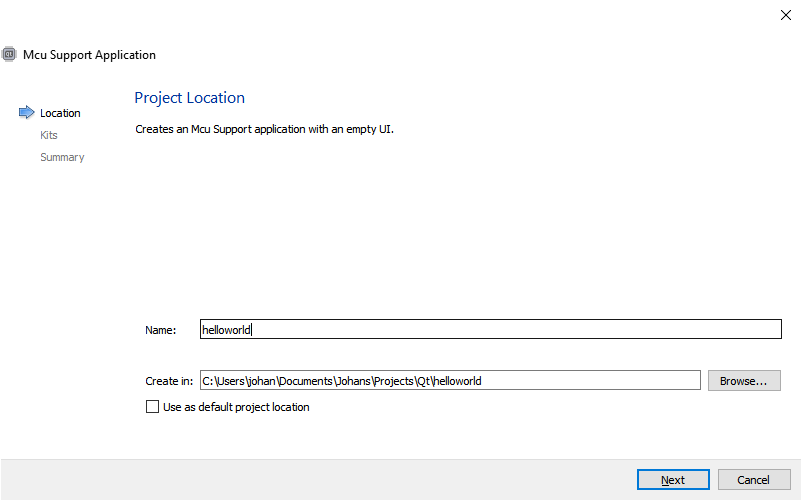 Mcu Support Application
Location
Kits
Summary
Project Location
Creates an Mcu Support application with an empty UI.
Name:
helloworld
Create in:
C:\Users\johan\Documents\Johans\Projects\Qt\helloworld
Browse...
Use as default project location
Next
Cancel